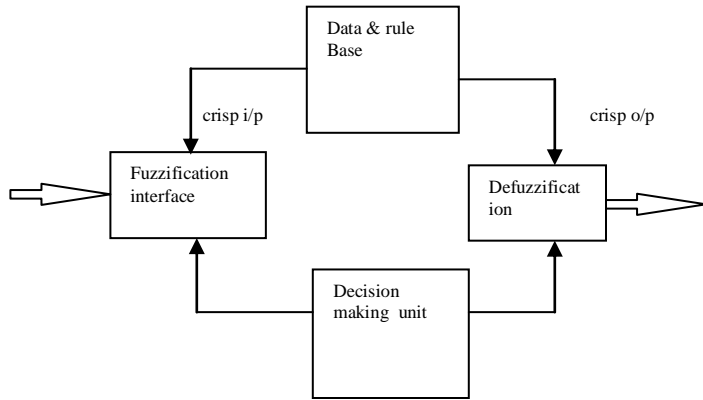 Data & rule
Base
crisp i/p
crisp o/p
Fuzzification
interface
Defuzzificat
ion
Decision
making unit